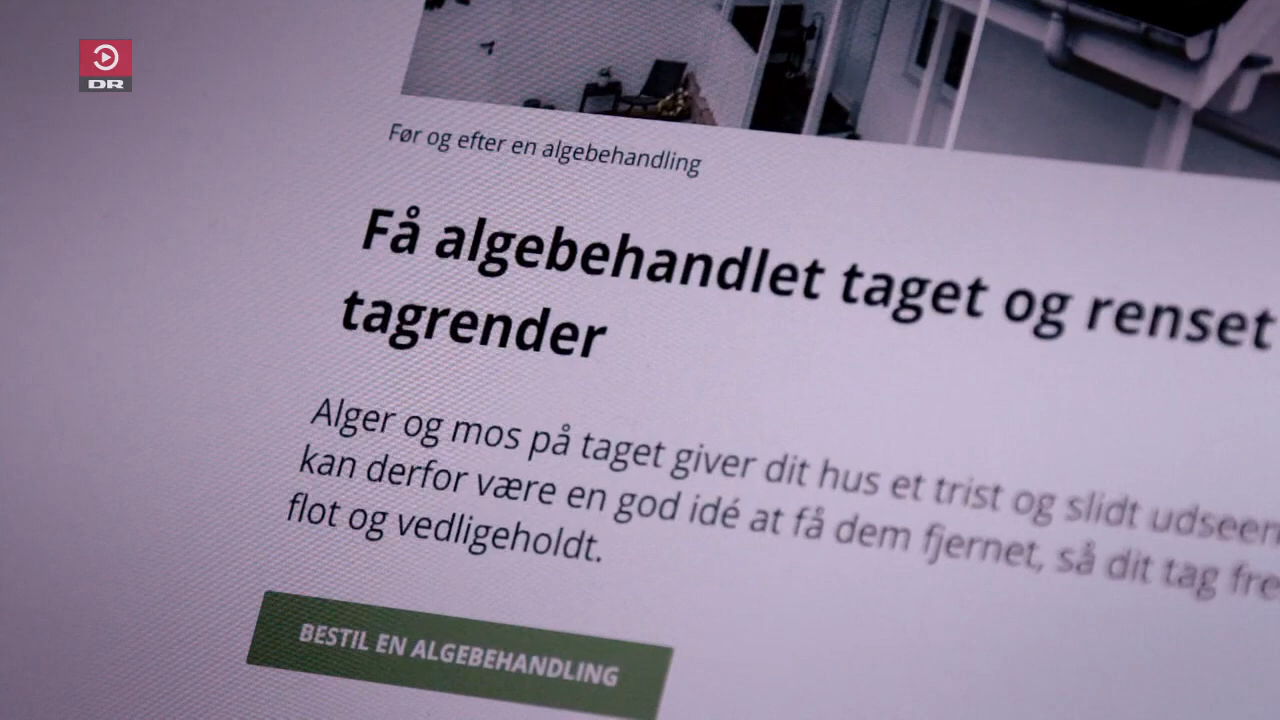 DR
Før og efter en algebehandling
Få algebehandlet taget og renset
tagrender
Alger og mos på taget giver dit hus et trist og slidt udseen
kan derfor være en god idé at få dem fjernet, så dit tag fre
flot og vedligeholdt.
BESTIL EN ALGEBEHANDLING